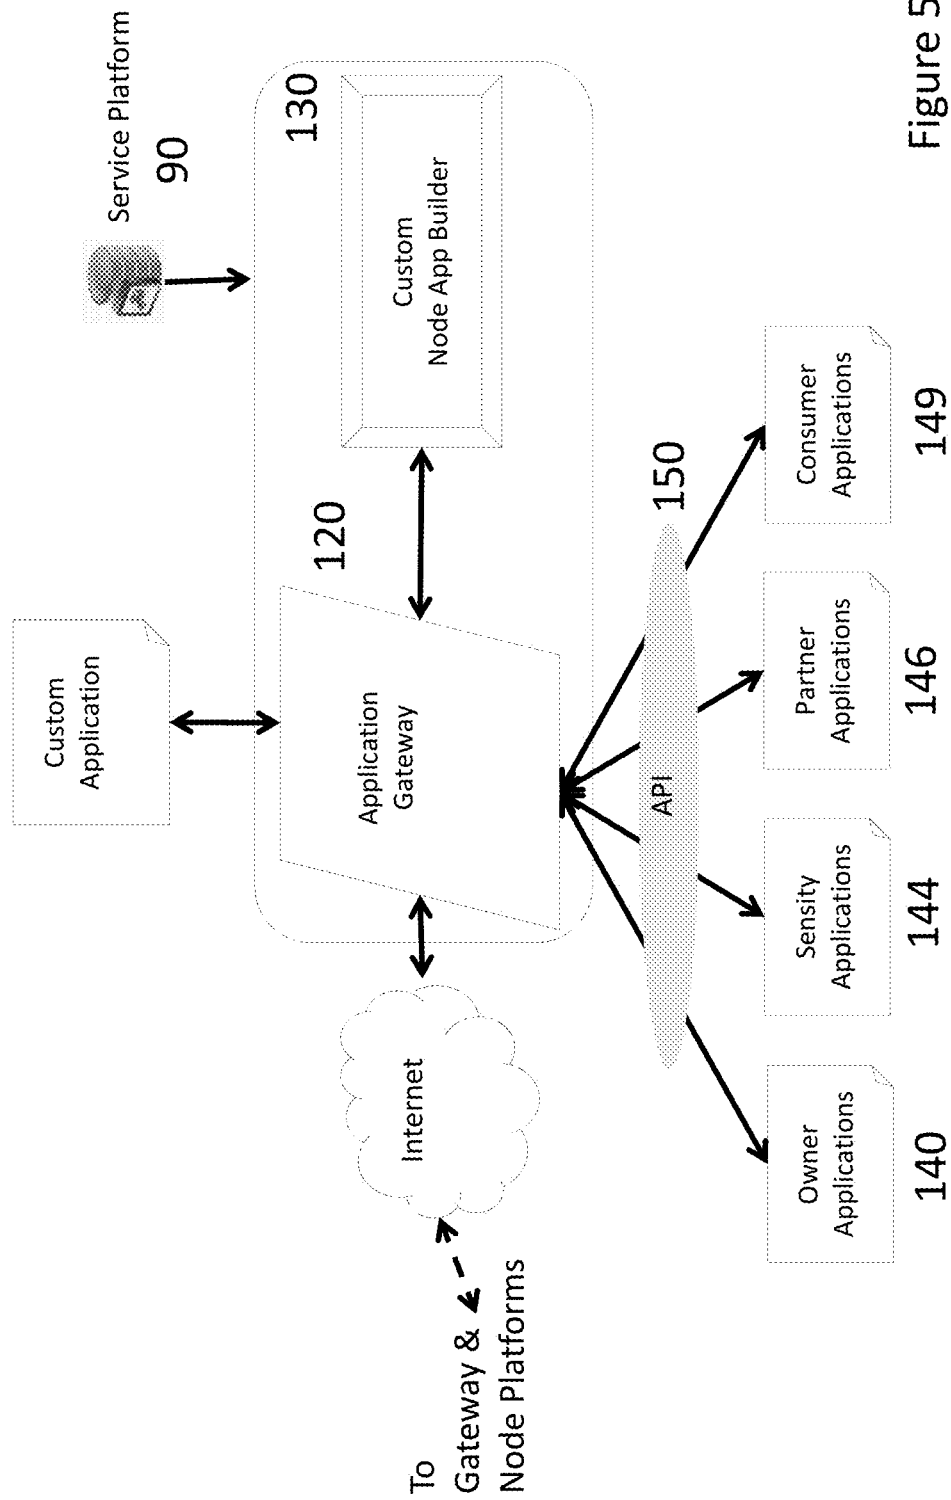 Service Platform
90
Custom
Application
130
120
Custom
Node App Builder
Application
Gateway
Internet
To
Gateway &
Node Platforms
150
API
Owner
Applications
140
Sensity
Applications
144
Partner
Applications
146
Consumer
Applications
149
Figure 5